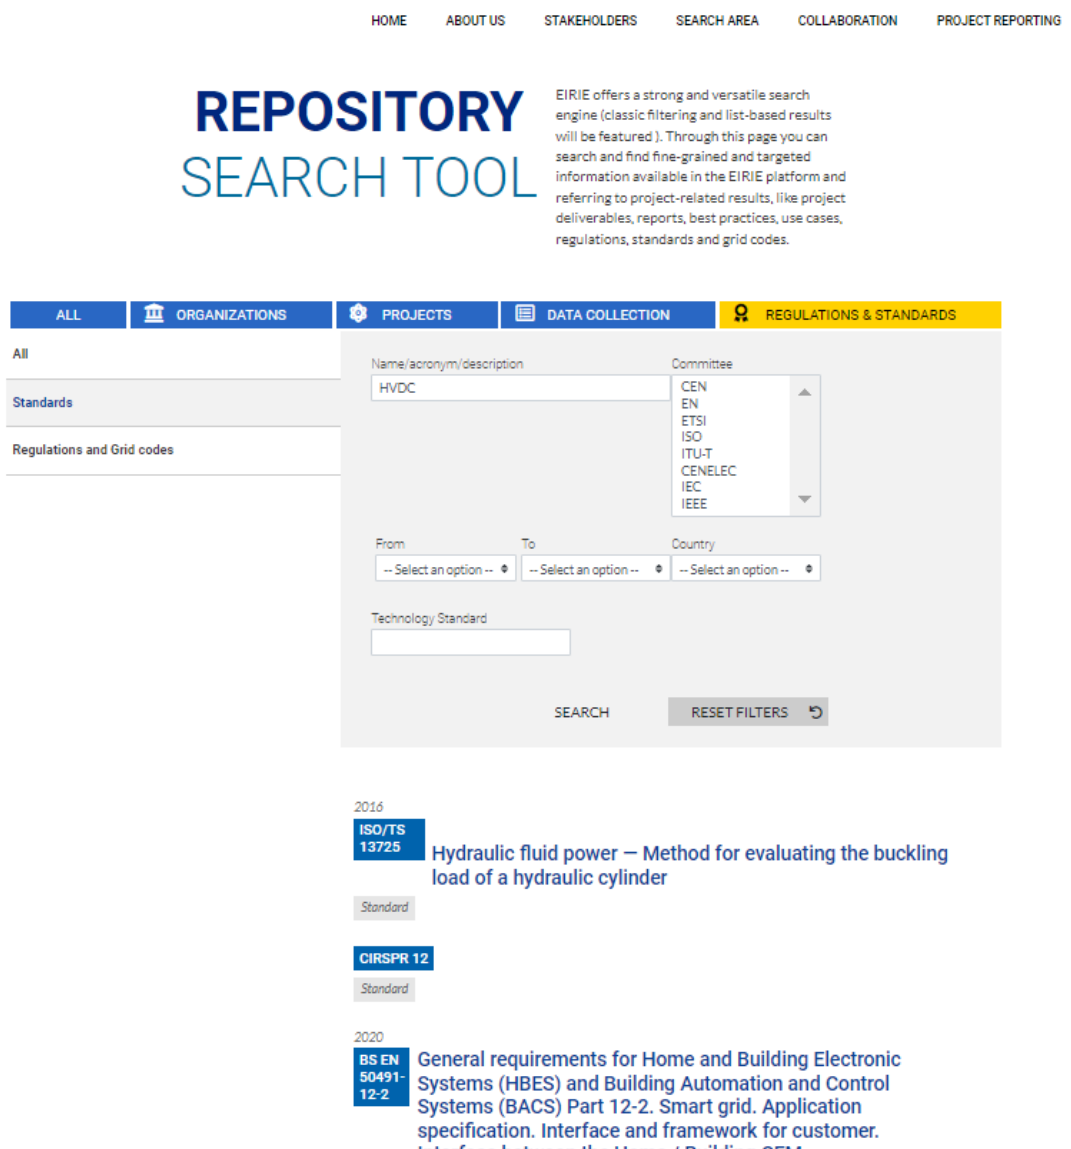 HOME ABOUT US STAKEHOLDERS SEARCH AREA COLLABORATION PROJECT REPORTING
REPOSITORY
SEARCH TOOL
EIRIE offers a strong and versatile search
engine (classic filtering and list-based results
will be featured ). Through this page you can
search and find fine-grained and targeted
information available in the EIRIE platform and
referring to project-related results, like project
deliverables, reports, best practices, use cases,
regulations, standards and grid codes.
ALL ORGANIZATIONS PROJECTS DATA COLLECTION REGULATIONS & STANDARDS
All
Standards
Regulations and Grid codes
Name/acronym/description
HVDC
Committee
CEN
EN
ETSI
ISO
ITU-T
CENELEC
IEC
IEEE
From To Country
-- Select an option -- -- Select an option -- -- Select an option --
Technology Standard
SEARCH RESET FILTERS
2016
ISO/TS
13725
Hydraulic fluid power — Method for evaluating the buckling
load of a hydraulic cylinder
Standard
CIRSPR 12
Standard
2020
BS EN
50491-
12-2
General requirements for Home and Building Electronic
Systems (HBES) and Building Automation and Control
Systems (BACS) Part 12-2. Smart grid. Application
specification. Interface and framework for customer.